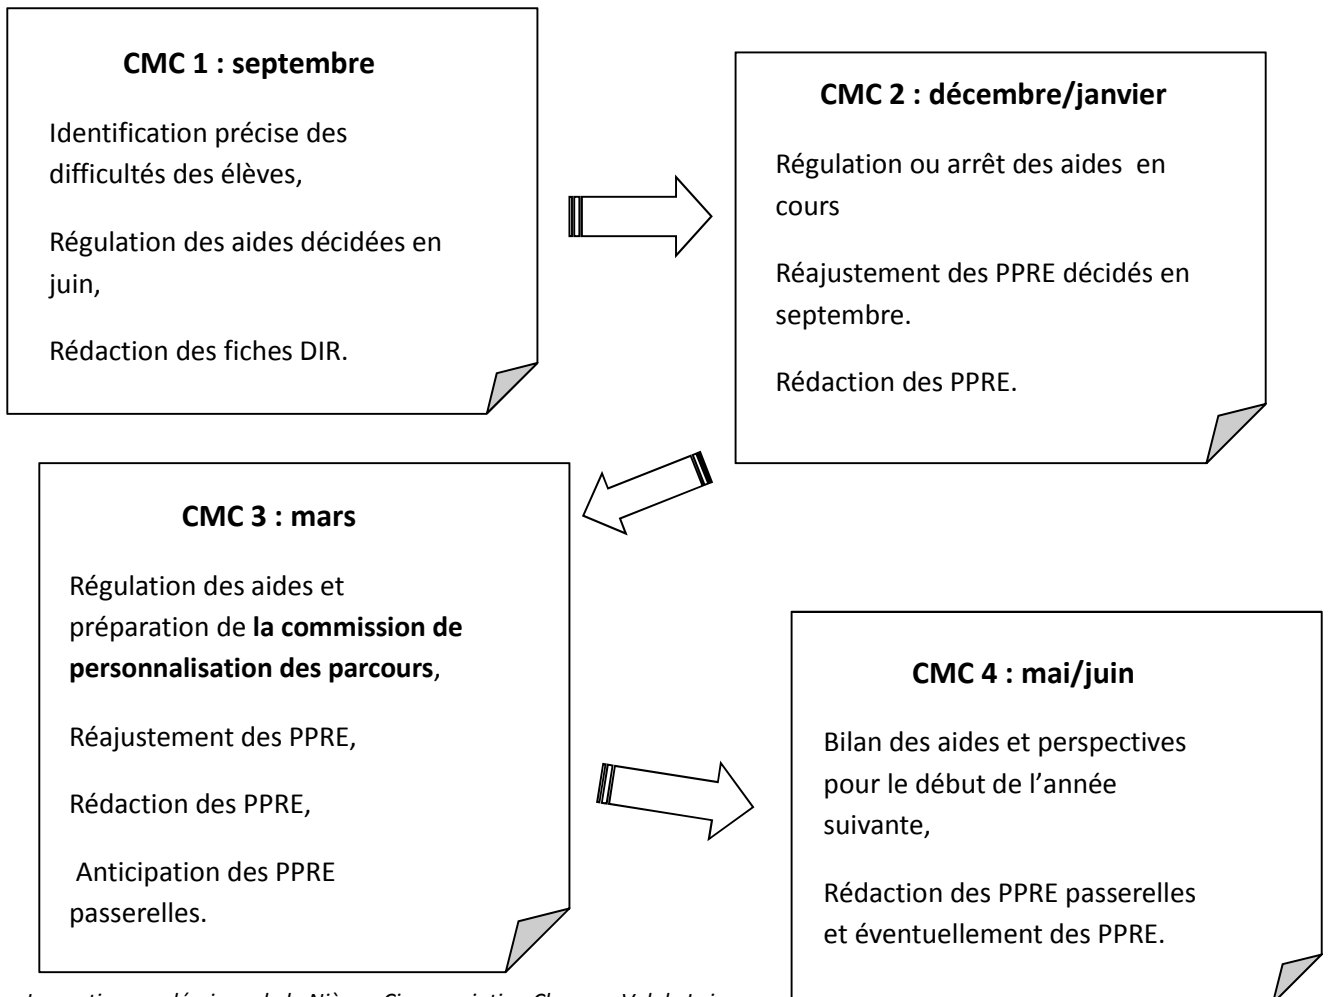 CMC 1 : septembre
Identification précise des
difficultés des élèves,
Régulation des aides décidées en
juin,
Rédaction des fiches DIR.
CMC 2 : décembre/janvier
Régulation ou arrêt des aides  en
cours
Réajustement des PPRE décidés en
septembre.
Rédaction des PPRE.
CMC 3 : mars
Régulation des aides et
préparation de la commission de
personnalisation des parcours,
Réajustement des PPRE,
Rédaction des PPRE,
Anticipation des PPRE
passerelles.
CMC 4 : mai/juin
Bilan des aides et perspectives
pour le début de l’année
suivante,
Rédaction des PPRE passerelles
et éventuellement des PPRE.